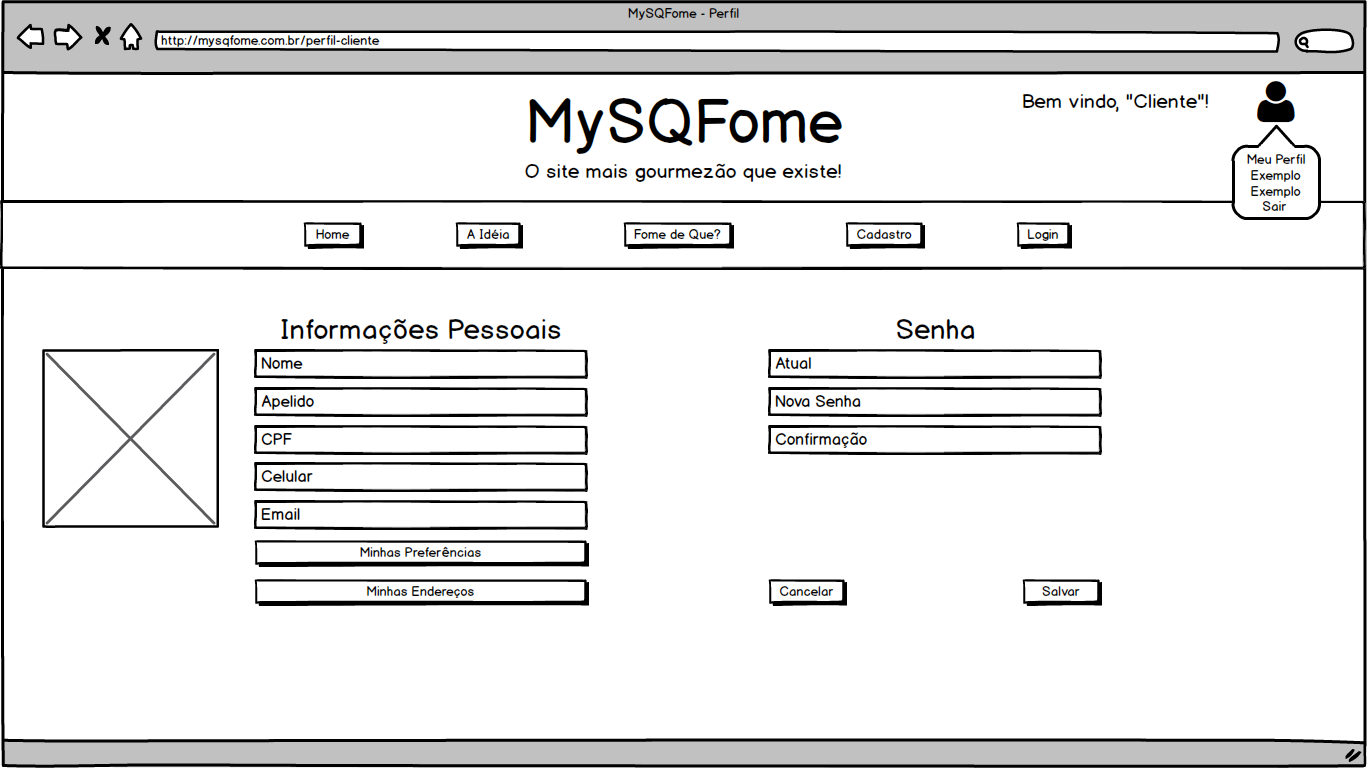 MySQFome - Perfil
http://mysqfome.com.br/perfil-cliente
Bem vindo, "Cliente"!
MySQFome
O site mais gourmezão que existe!
Meu Perfil
Exemplo
Exemplo
Sair
Home
A Idéia
Fome de Que?
Cadastro
Login
Informações Pessoais
Nome
Apelido
CPF
Celular
Email
Minhas Preferências
Minhas Endereços
Senha
Atual
Nova Senha
Confirmação
Cancelar
Salvar